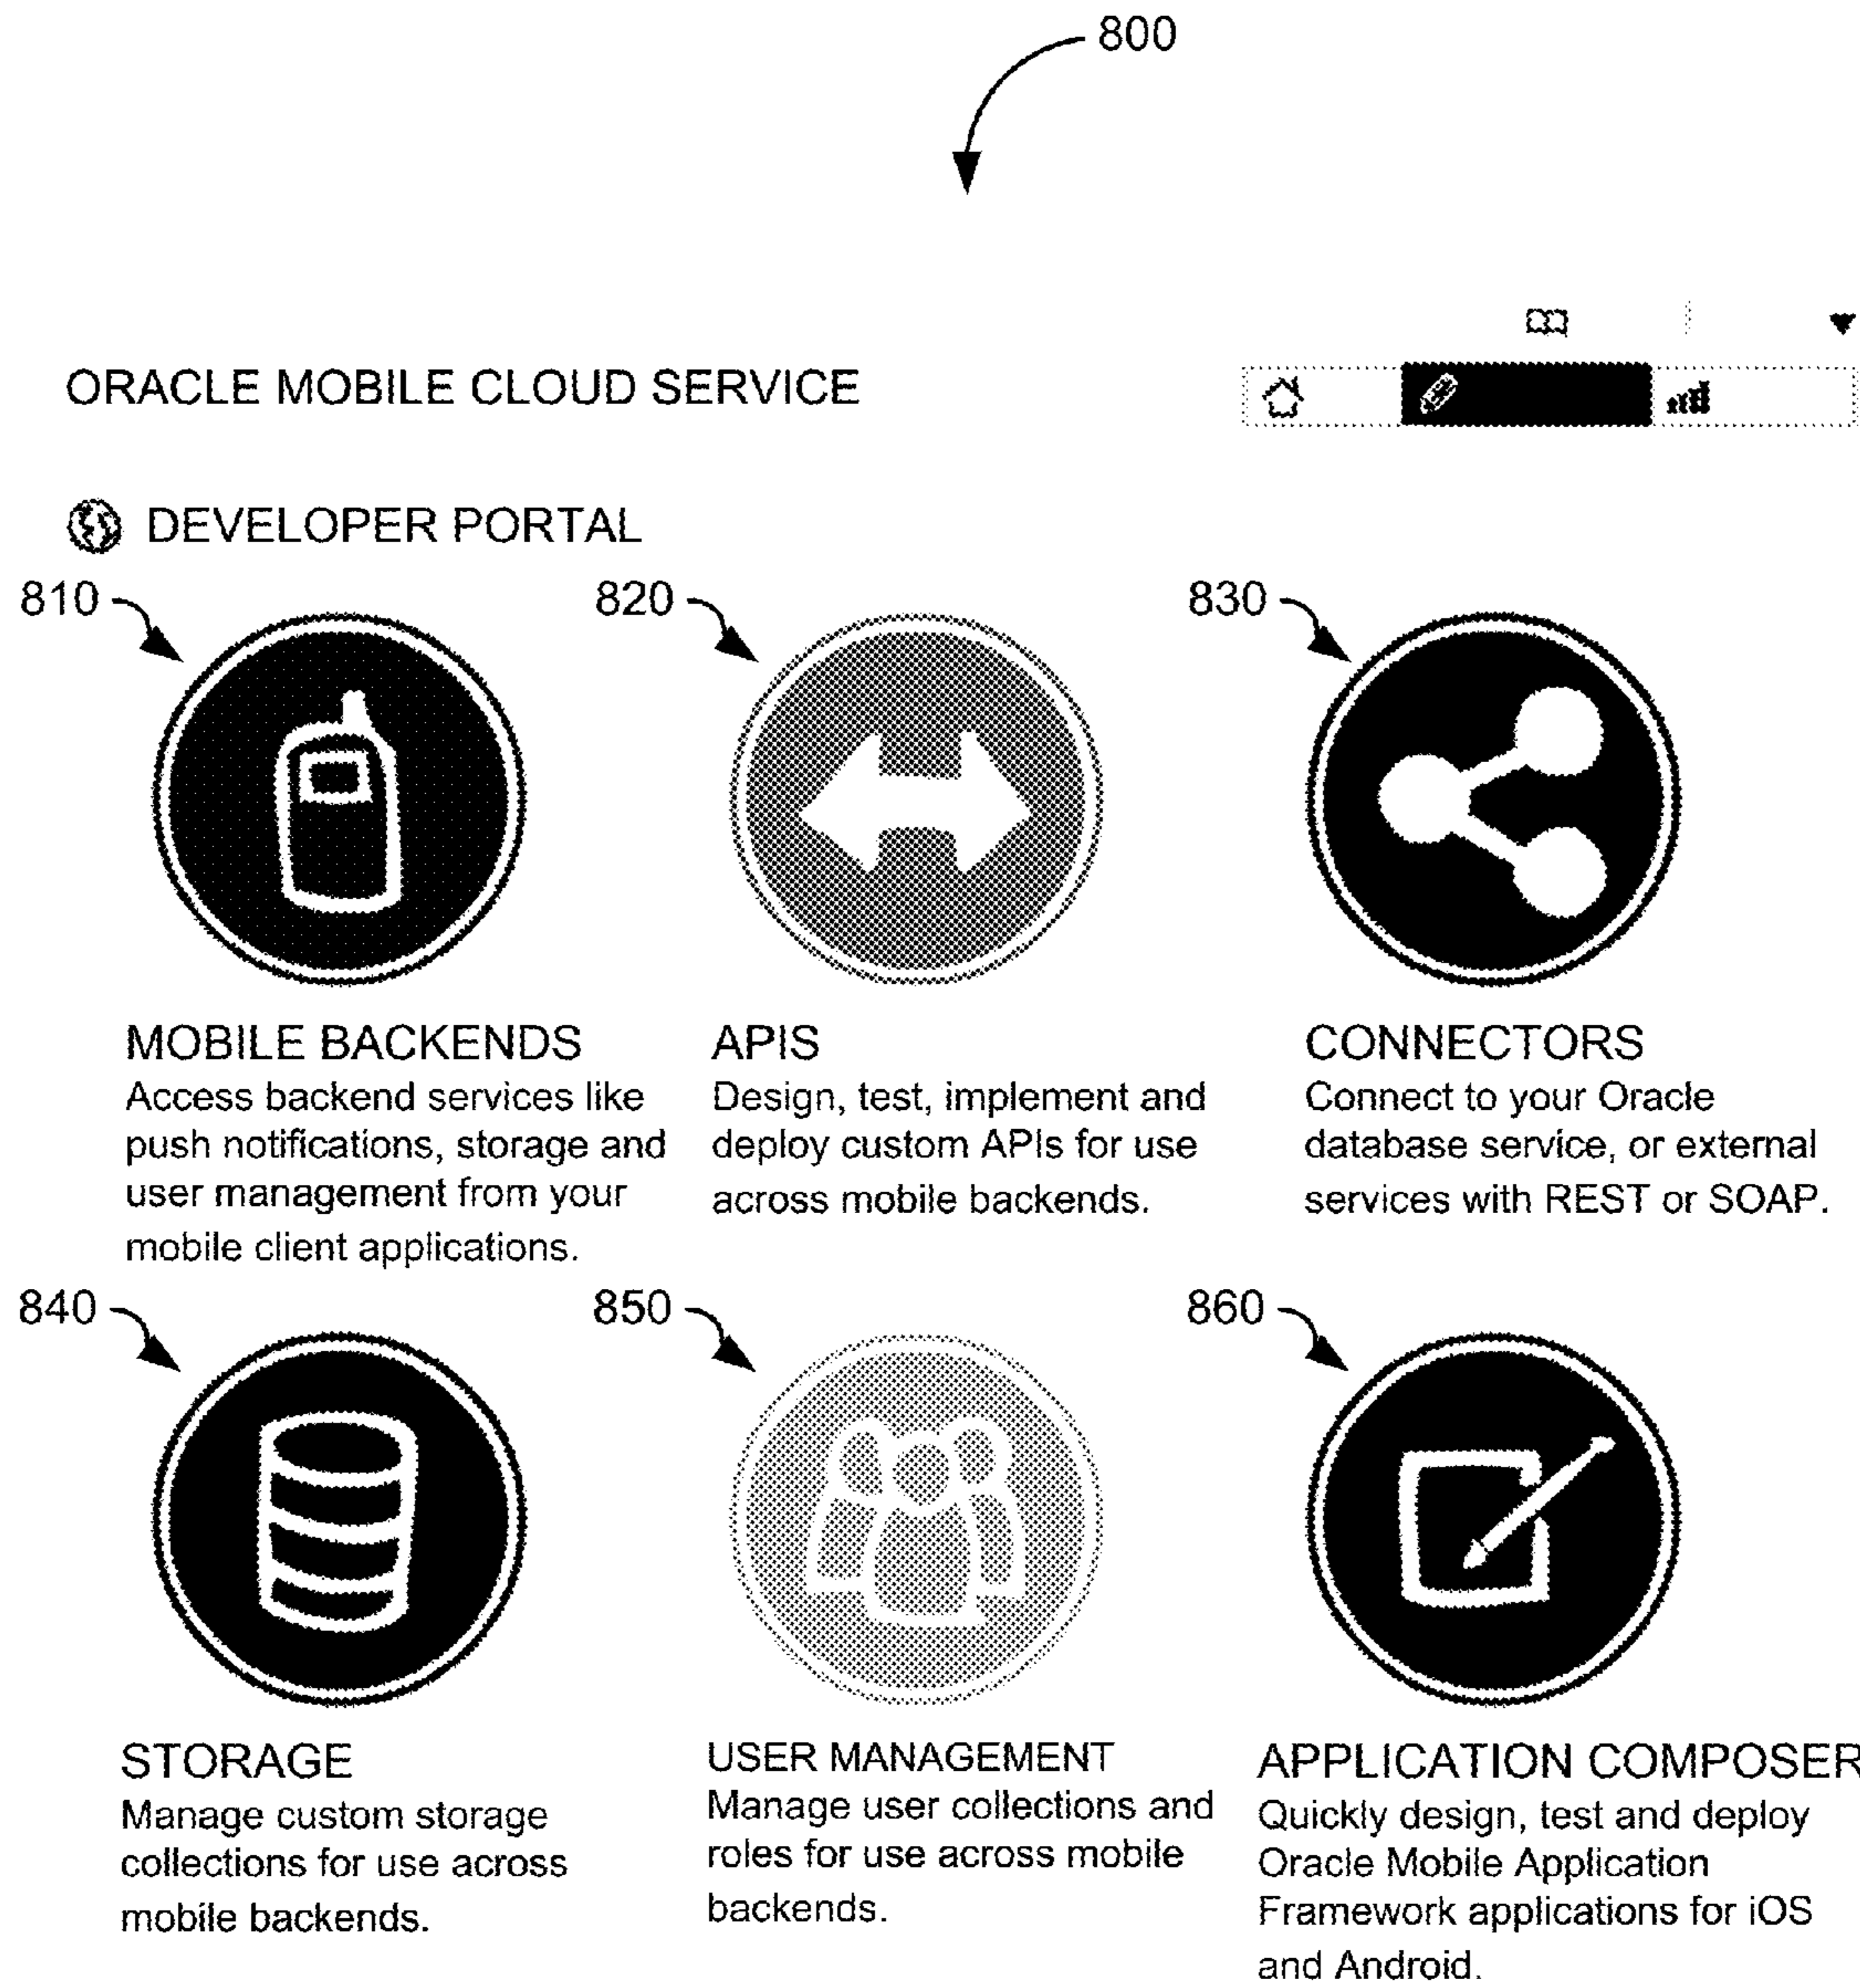 800
ORACLE MOBILE CLOUD SERVICE
DEVELOPER PORTAL
810
820
830
MOBILE BACKENDS
Access backend services like
push notifications, storage and
user management from your
mobile client applications.
APIS
Design, test, implement and
deploy custom APIs for use
across mobile backends.
CONNECTORS
Connect to your Oracle
database service, or external
services with REST or SOAP.
840
850
860
STORAGE
Manage custom storage
collections for use across
mobile backends.
USER MANAGEMENT
Manage user collections and
roles for use across mobile
backends.
APPLICATION COMPOSER
Quickly design, test and deploy
Oracle Mobile Application
Framework applications for iOS
and Android.